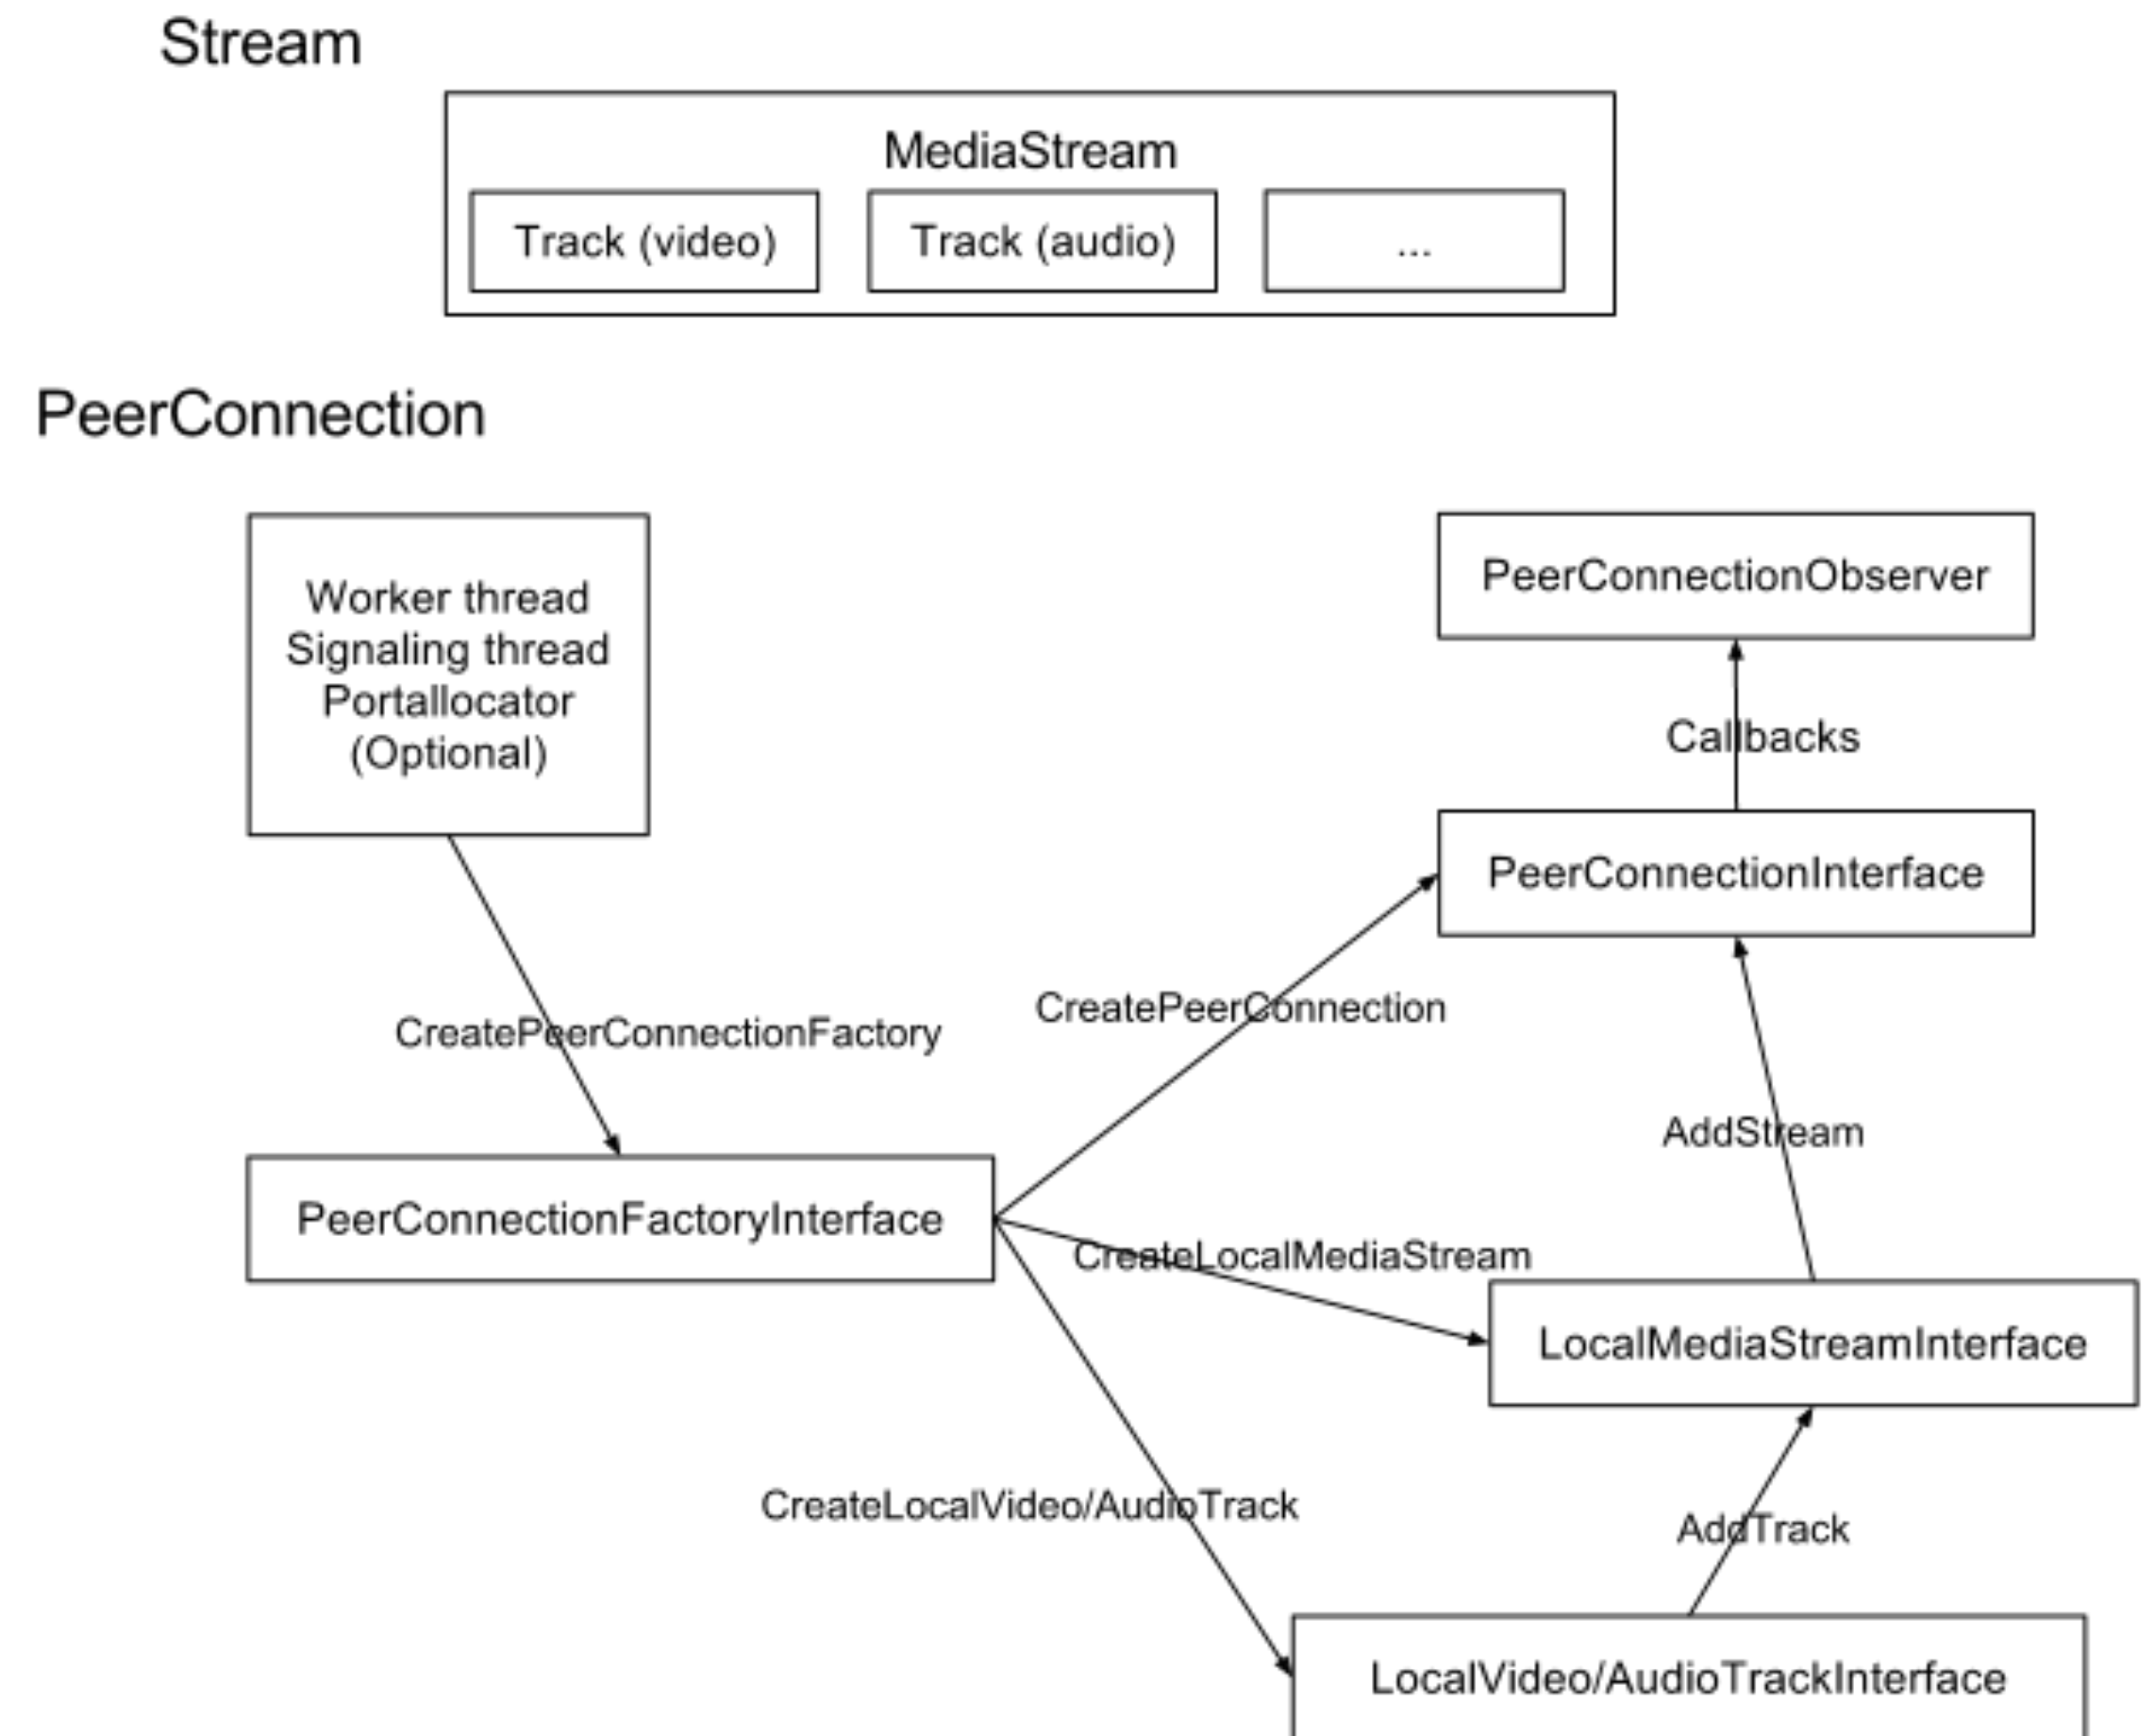 Stream
MediaStream
Track (video)
Track (audio)
...
PeerConnection
Worker thread
Signaling thread
Portallocator
(Optional)
PeerConnectionObserver
Callbacks
PeerConnectionInterface
CreatePeerConnectionFactory
CreatePeerConnection
AddStream
PeerConnectionFactoryInterface
CreateLocalMediaStream
LocalMediaStreamInterface
CreateLocalVideo/AudioTrack
AddTrack
LocalVideo/AudioTrackInterface